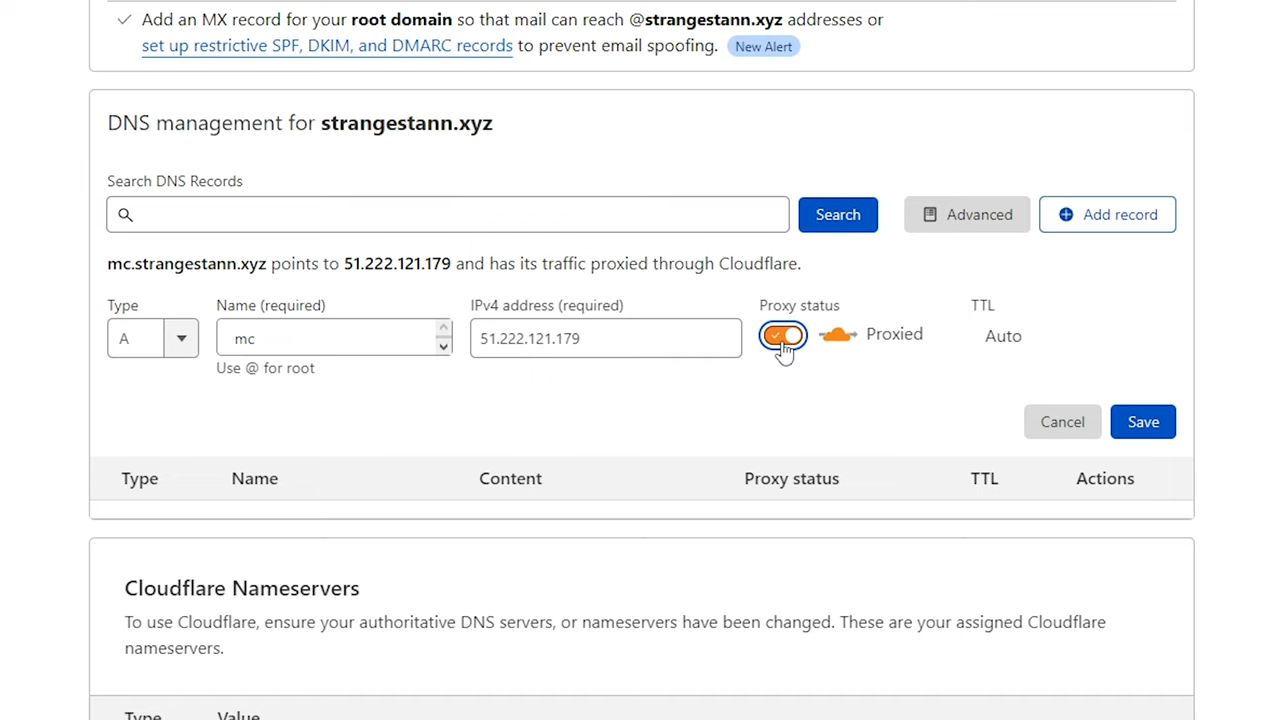 Add an MX record for your root domain so that mail can reach @strangestann.xyz addresses or
set up restrictive SPF, DKIM, and DMARC records to prevent email spoofing. New Alert
DNS management for strangestann.xyz
Search DNS Records
Search Advanced Add record
mc.strangestann.xyz points to 51.222.121.179 and has its traffic proxied through Cloudflare.
Type Name (required) IPv4 address (required) Proxy status TTL
A mc 51.222.121.179 Proxied Auto
Use @ for root
Cancel Save
Type Name Content Proxy status TTL Actions
Cloudflare Nameservers
To use Cloudflare, ensure your authoritative DNS servers, or nameservers have been changed. These are your assigned Cloudflare
nameservers.
Type Value